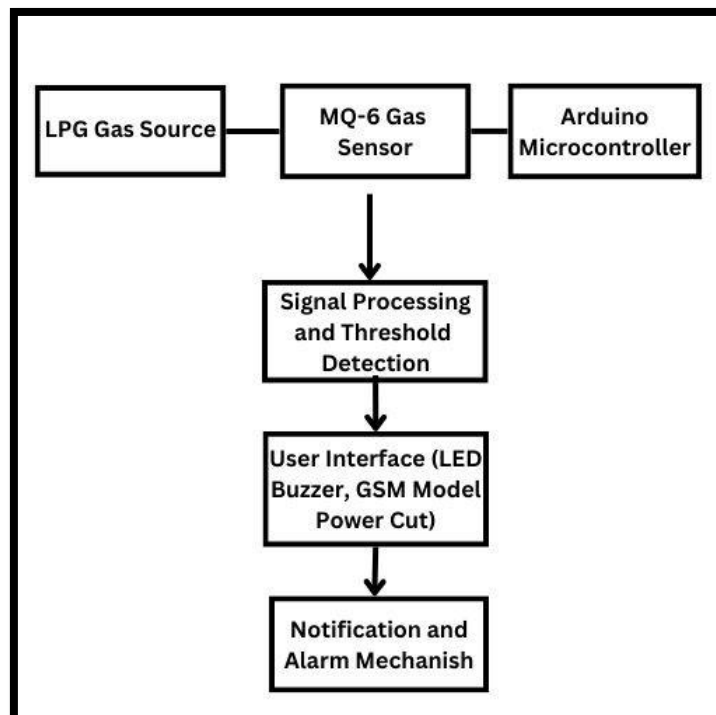 LPG Gas Source
MQ-6 Gas
Sensor
Arduino
Microcontroller
Signal Processing
and Threshold
Detection
User Interface (LED
Buzzer, GSM Model
Power Cut)
Notification and
Alarm Mechanish